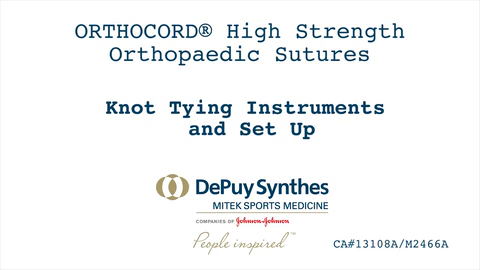 ORTHOCORD® High Strength
Orthopaedic Sutures
Knot Tying Instruments
and Set Up
DePuy Synthes
MITEK SPORTS MEDICINE
COMPANIES OF Johnson & Johnson
People inspired™
CA#13108A/M2466A